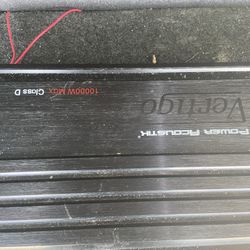 Vertigo
POWER ACOUSTIK
10000W Max Class D